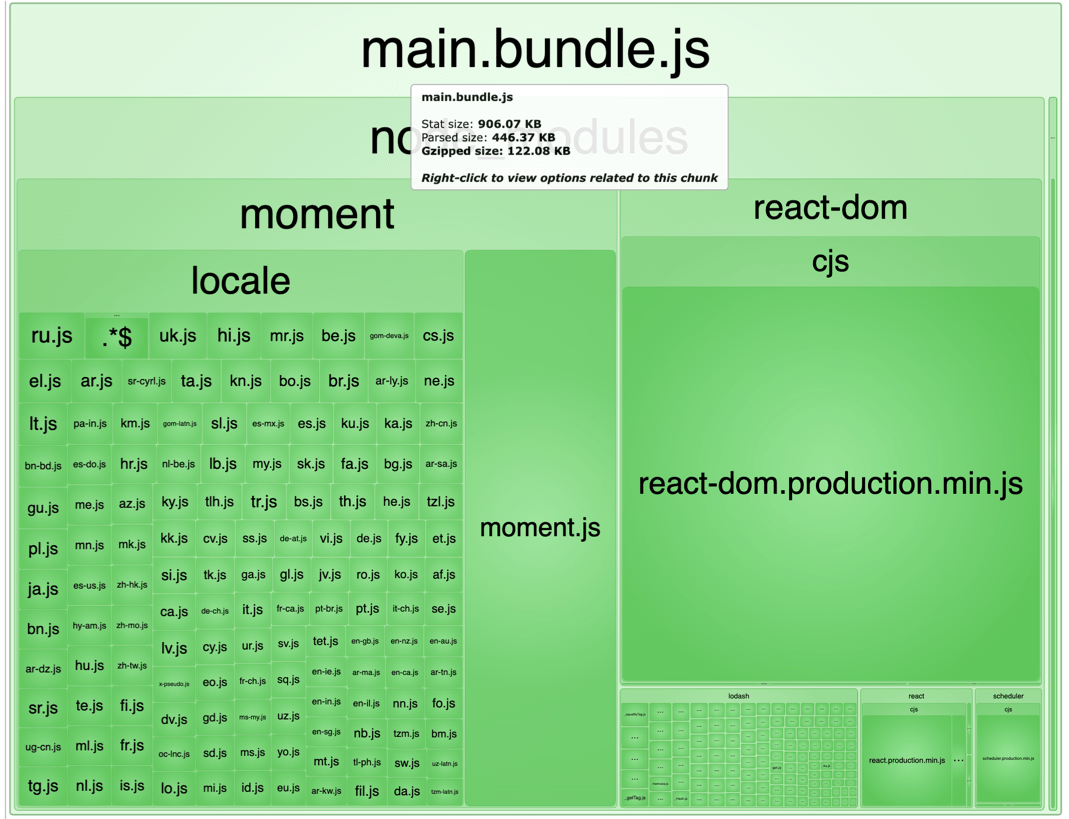 main.bundle.js
main.bundle.js
Stat size: 906.07 KB
Parsed size: 446.37 KB
Gzipped size: 122.08 KB
Right-click to view options related to this chunk
node_modules
moment
react-dom
locale
cjs
ru.js .*$ uk.js hi.js mr.js be.js gom-deva.js cs.js
el.js ar.js sr-cyrl.js ta.js kn.js bo.js br.js ar-ly.js ne.js
lt.js pa-in.js km.js gom-latn.js sl.js es-mx.js es.js ku.js ka.js zh-cn.js
bn-bd.js es-do.js hr.js nl-be.js lb.js my.js sk.js fa.js bg.js ar-sa.js
gu.js me.js az.js ky.js tlh.js tr.js bs.js th.js he.js tzl.js
pl.js mn.js mk.js kk.js cv.js ss.js de-at.js vi.js de.js fy.js et.js
ja.js es-us.js zh-hk.js si.js tk.js ga.js gl.js jv.js ro.js ko.js af.js
bn.js hy-am.js zh-mo.js ca.js de-ch.js it.js fr-ca.js pt-br.js pt.js it-ch.js se.js
lv.js cy.js ur.js sv.js tet.js en-gb.js en-nz.js en-au.js
ar-dz.js hu.js zh-tw.js x-pseudo.js eo.js fr-ch.js sq.js en-ie.js ar-ma.js en-ca.js ar-tn.js
sr.js te.js fi.js dv.js gd.js ms-my.js uz.js en-in.js en-il.js nn.js fo.js
ug-cn.js ml.js fr.js oc-lnc.js sd.js ms.js yo.js en-sg.js nb.js tzm.js bm.js
mt.js tl-ph.js sw.js uz-latn.js
tg.js nl.js is.js lo.js mi.js id.js eu.js ar-kw.js fil.js da.js tzm-latn.js
moment.js
react-dom.production.min.js
lodash
react
scheduler
cjs
cjs
_getTag.js
react.production.min.js
scheduler.production.min.js